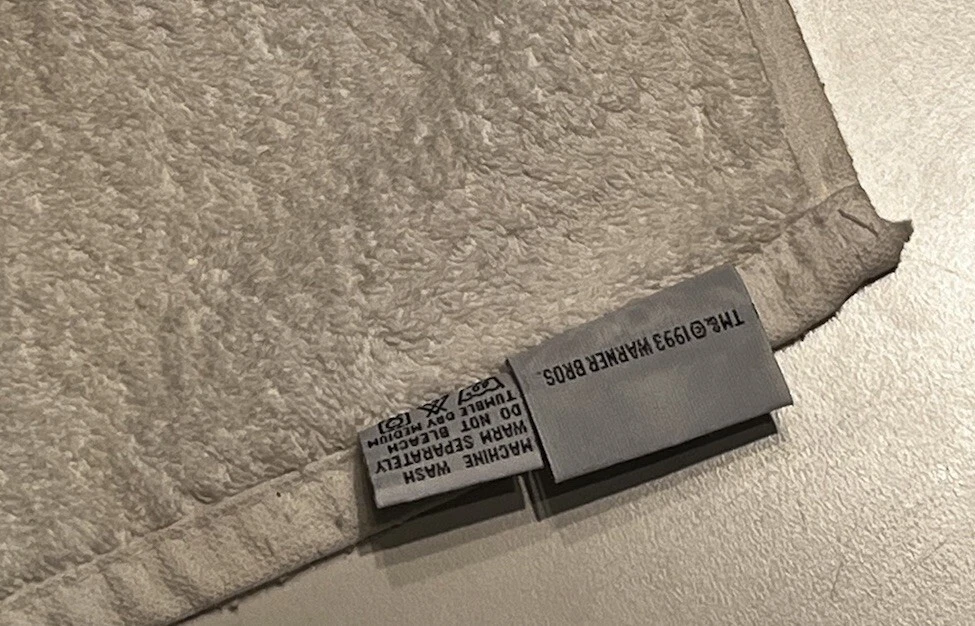 TM&©1993 WARNER BROS.
MACHINE WASH
WARM SEPARATELY
DO NOT BLEACH
TUMBLE DRY MEDIUM